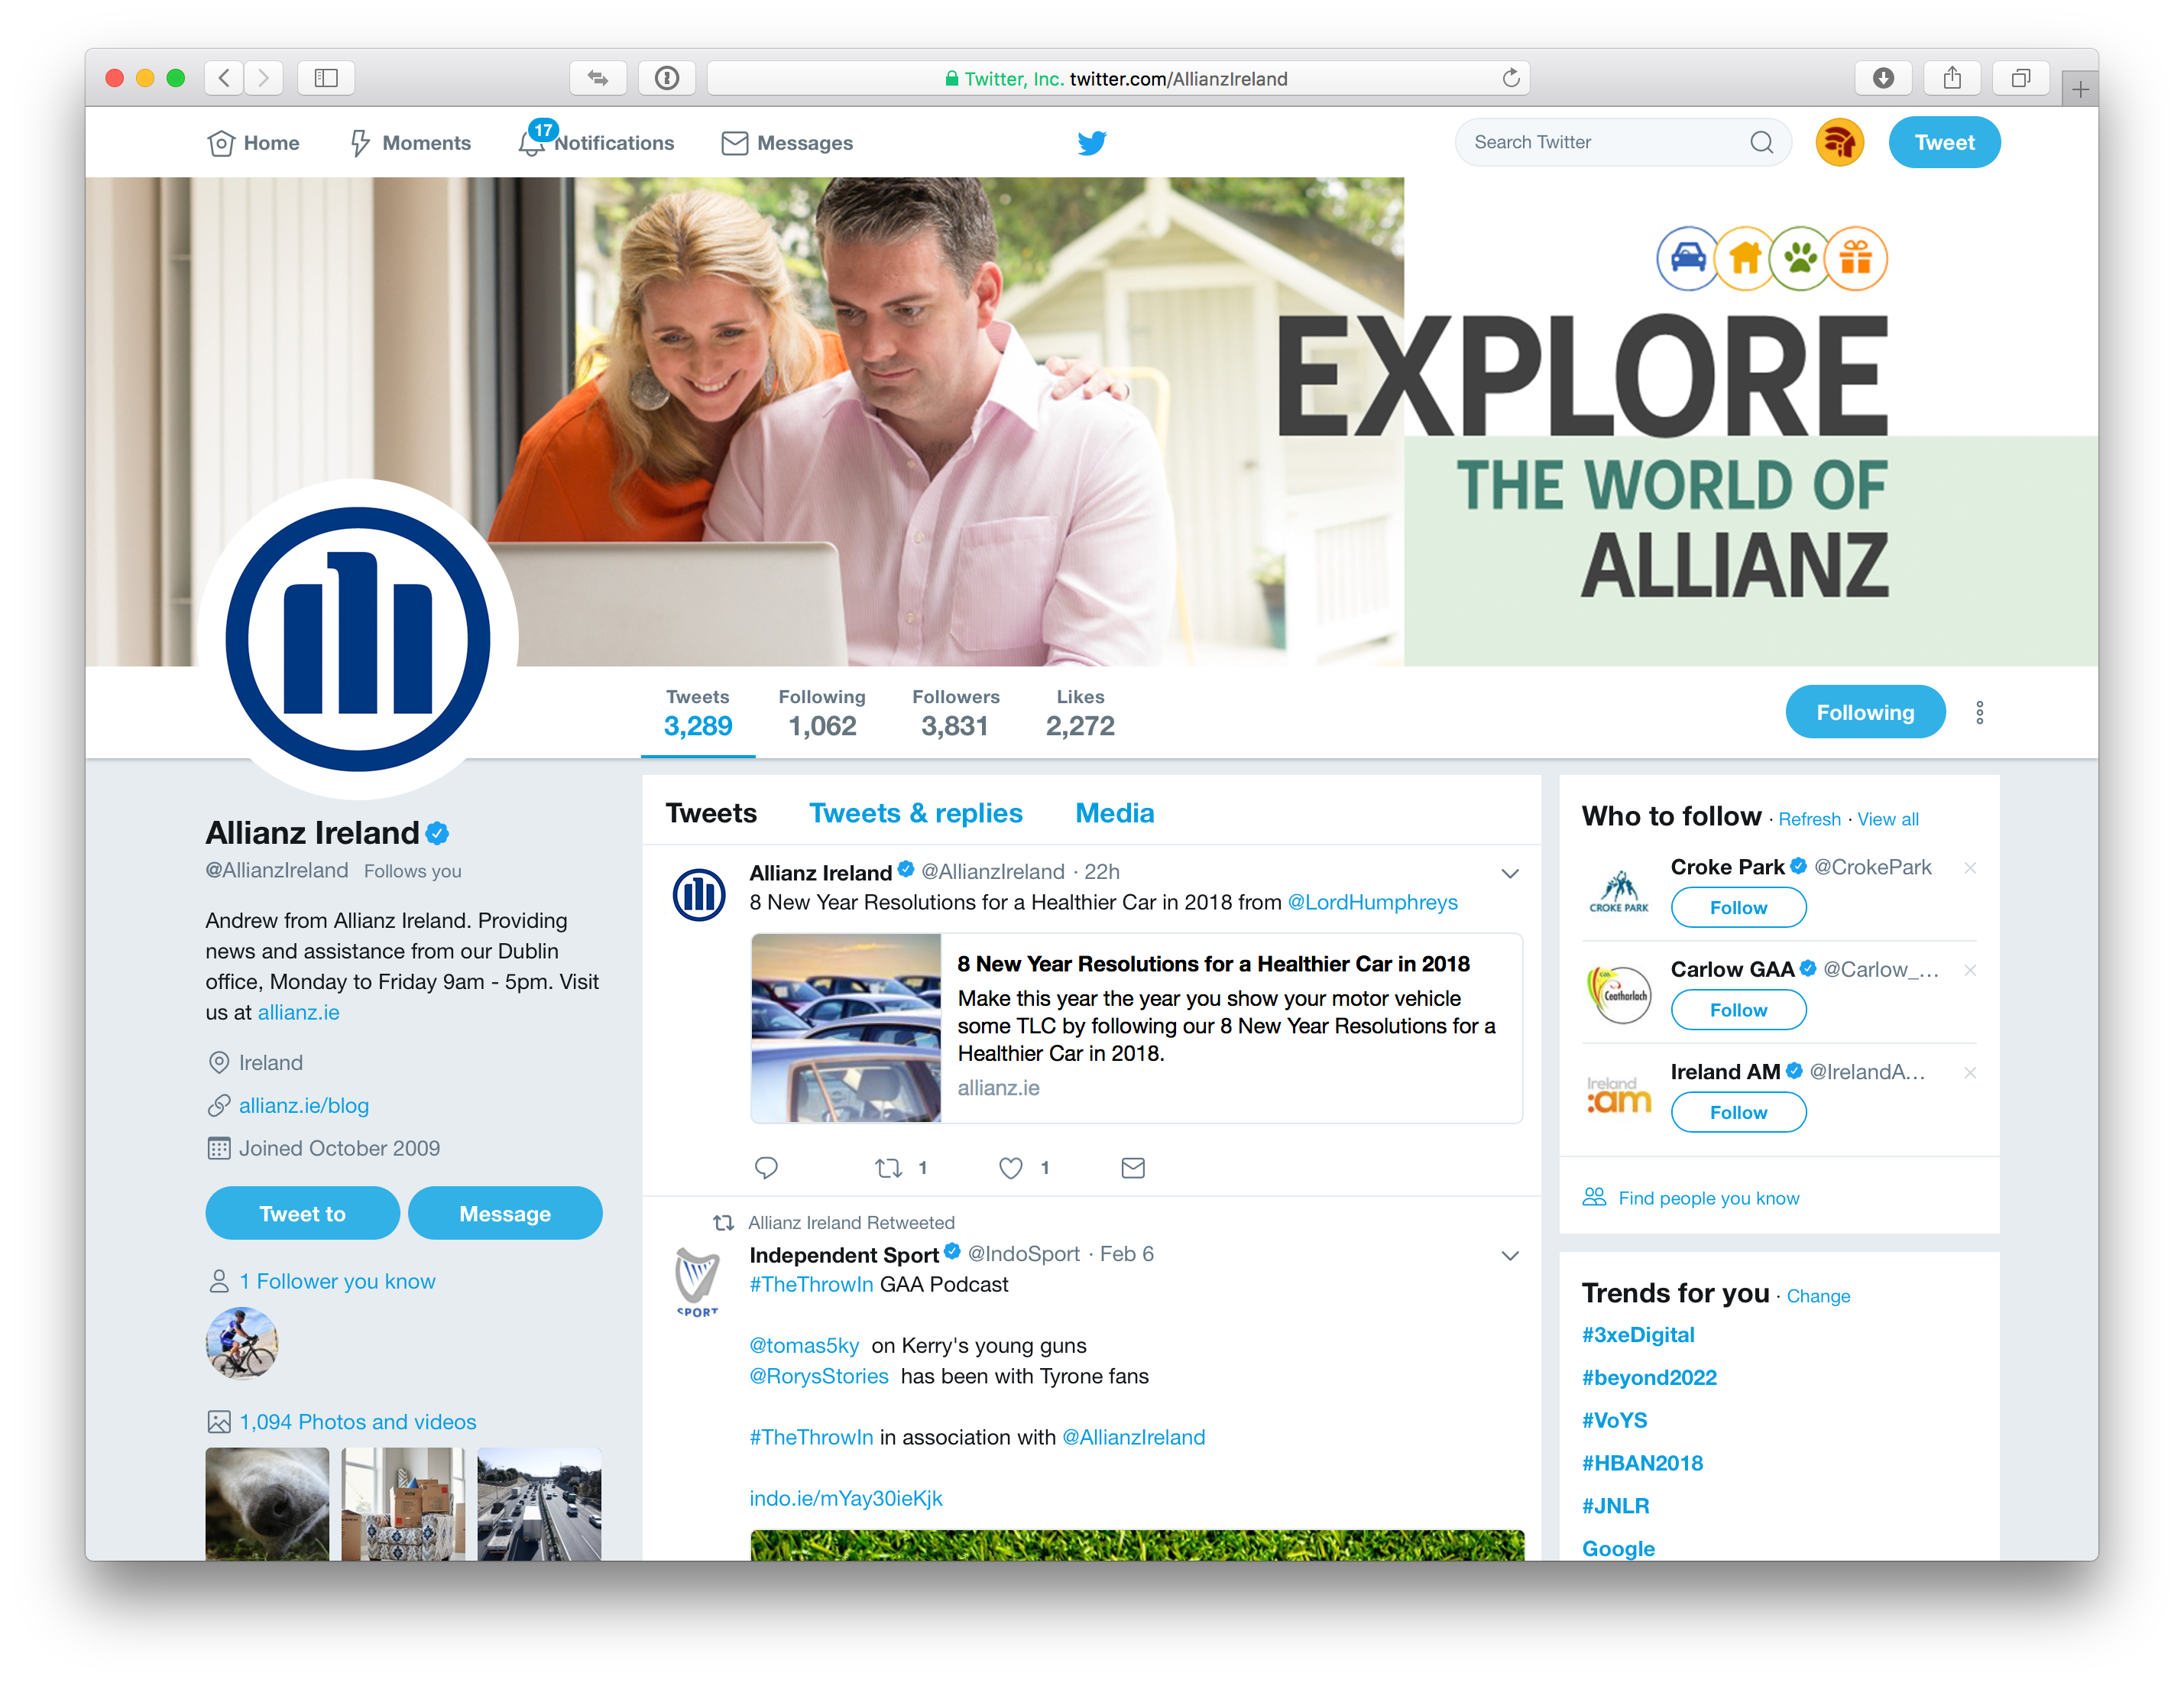 Twitter, Inc. twitter.com/AllianzIreland
Home
Moments
17
Notifications
Messages
Search Twitter
Tweet
EXPLORE
THE WORLD OF
ALLIANZ
Tweets
3,289
Following
1,062
Followers
3,831
Likes
2,272
Following
Allianz Ireland
@AllianzIreland Follows you
Andrew from Allianz Ireland. Providing
news and assistance from our Dublin
office, Monday to Friday 9am - 5pm. Visit
us at allianz.ie
Ireland
allianz.ie/blog
Joined October 2009
Tweet to
Message
1 Follower you know
1,094 Photos and videos
Tweets
Tweets & replies
Media
Allianz Ireland @AllianzIreland · 22h
8 New Year Resolutions for a Healthier Car in 2018 from @LordHumphreys
8 New Year Resolutions for a Healthier Car in 2018
Make this year the year you show your motor vehicle
some TLC by following our 8 New Year Resolutions for a
Healthier Car in 2018.
allianz.ie
1
1
Allianz Ireland Retweeted
SPORT
Independent Sport @IndoSport · Feb 6
#TheThrowIn GAA Podcast
@tomas5ky on Kerry's young guns
@RorysStories has been with Tyrone fans
#TheThrowIn in association with @AllianzIreland
indo.ie/mYay30ieKjk
Who to follow · Refresh · View all
CROKE PARK
Croke Park @CrokePark
Follow
Ceatharlach
Carlow GAA @Carlow_...
Follow
Ireland
:am
Ireland AM @IrelandA...
Follow
Find people you know
Trends for you · Change
#3xeDigital
#beyond2022
#VoYS
#HBAN2018
#JNLR
Google